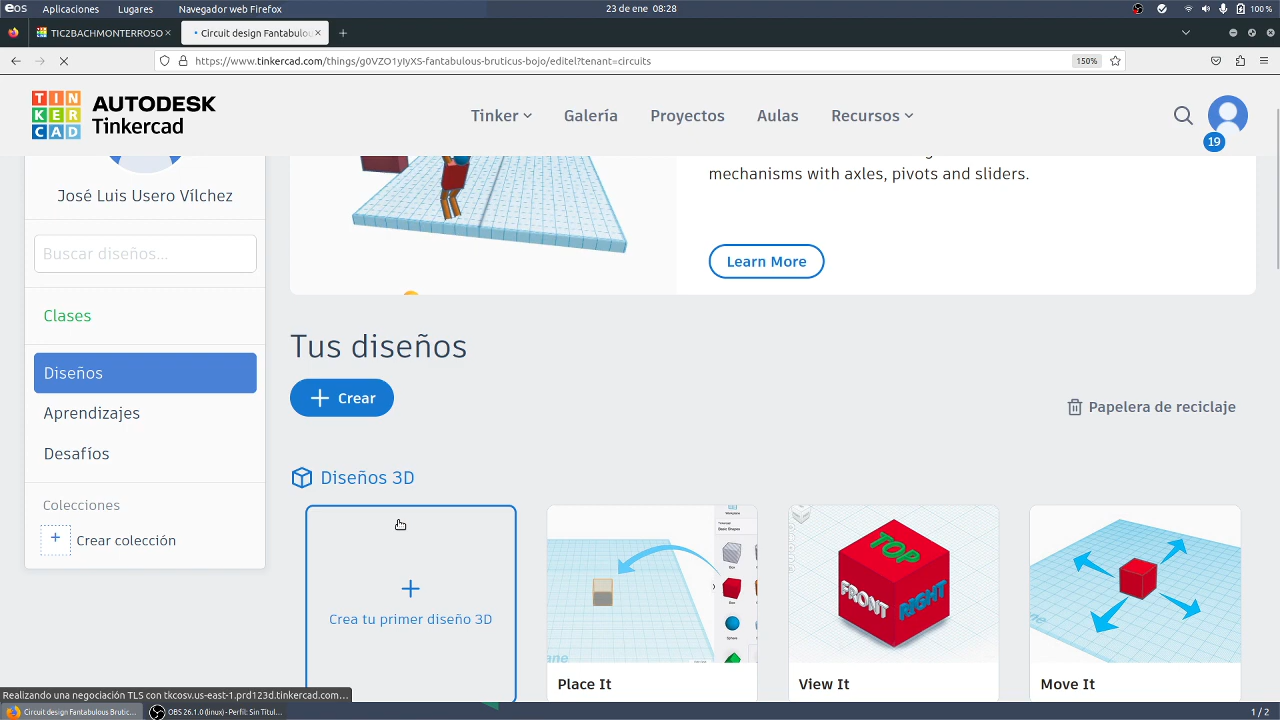 Aplicaciones Lugares Navegador web Firefox 23 de ene 08:28 100 %
TIC2BACHMONTERROSO × Circuit design Fantabulo × +
https://www.tinkercad.com/things/g0VZO1yIyXS-fantabulous-bruticus-bojo/editel?tenant=circuits 150%
TINKERCAD
AUTODESK
Tinkercad
Tinker Galería Proyectos Aulas Recursos
19
mechanisms with axles, pivots and sliders.
José Luis Usero Vílchez
Buscar diseños...
Learn More
Clases
Tus diseños
Diseños
+ Crear
Papelera de reciclaje
Aprendizajes
Desafíos
Diseños 3D
Colecciones
+ Crear colección
TOP
FRONT
RIGHT
+
Crea tu primer diseño 3D
Place It View It Move It
Realizando una negociación TLS con tkcosv.us-east-1.prd123d.tinkercad.com…
Circuit design Fantabulous Brutic… OBS 26.1.0 (linux) - Perfil: Sin Titul… 1 / 2